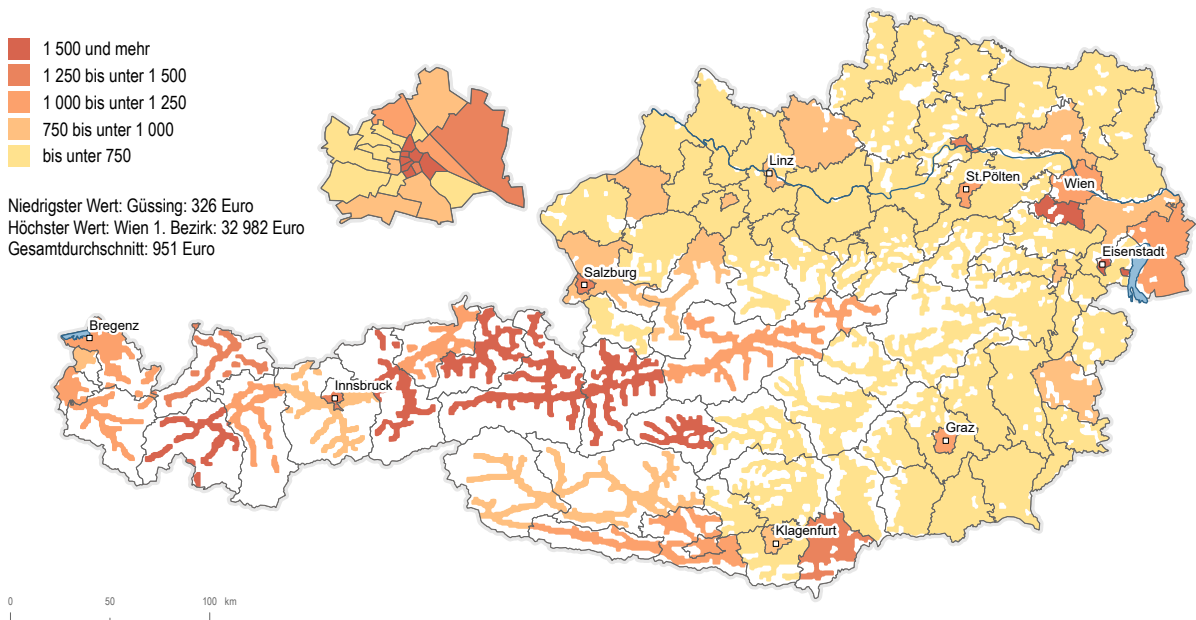 1 500 und mehr
1 250 bis unter 1 500
1 000 bis unter 1 250
750 bis unter 1 000
bis unter 750
Niedrigster Wert: Güssing: 326 Euro
Höchster Wert: Wien 1. Bezirk: 32 982 Euro
Gesamtdurchschnitt: 951 Euro
Linz
St.Pölten
Wien
Eisenstadt
Salzburg
Bregenz
Innsbruck
Graz
Klagenfurt
0 50 100 km